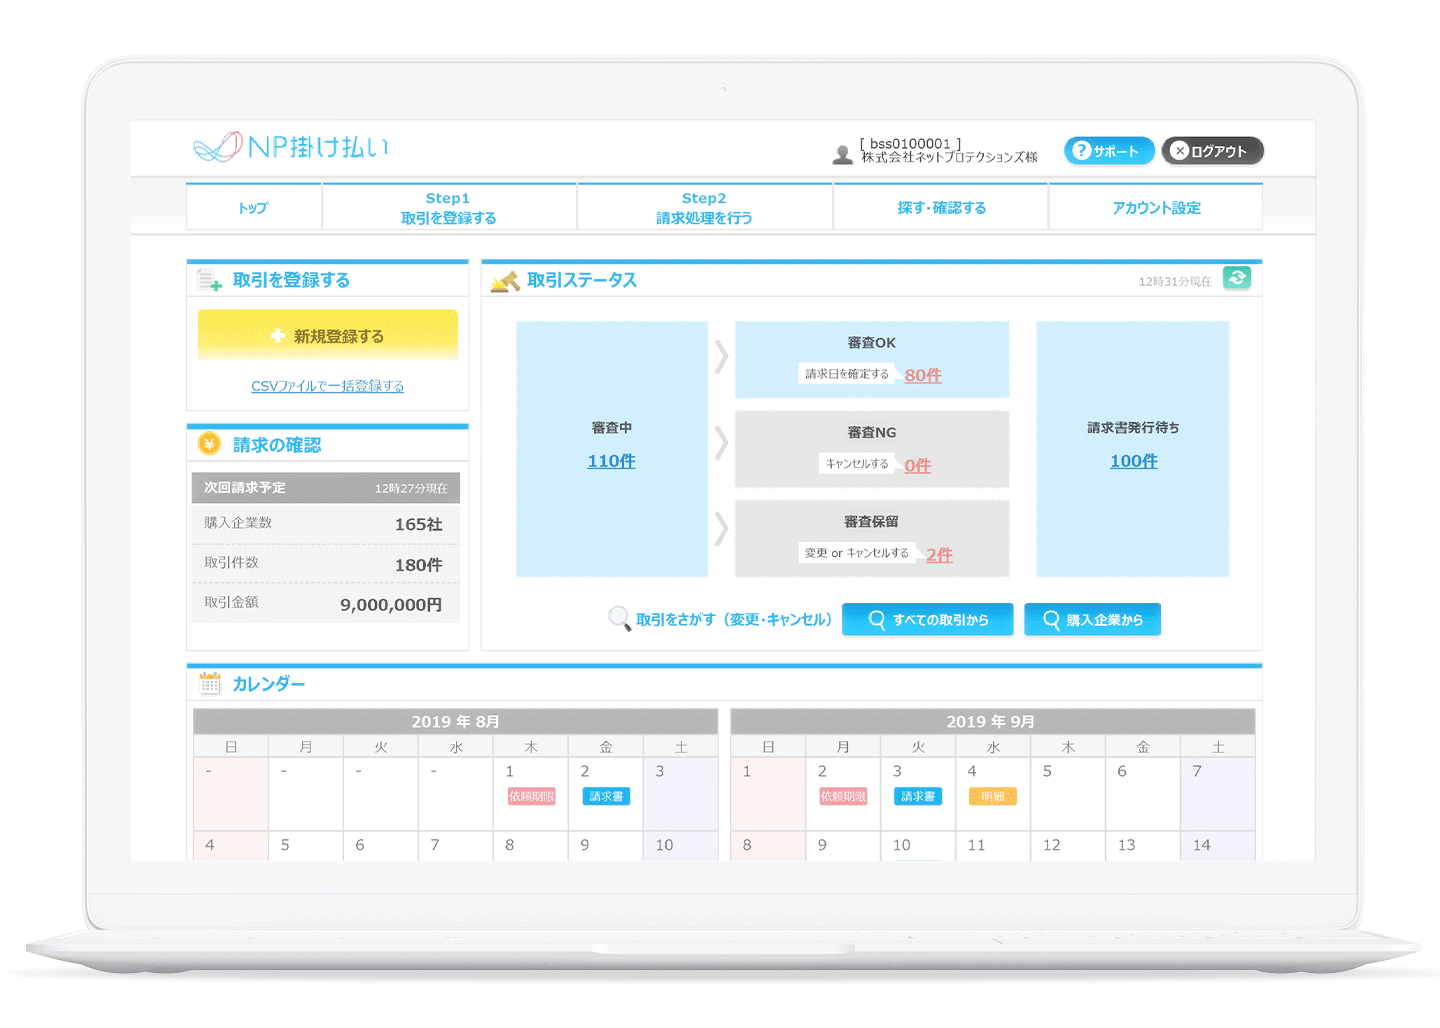 NP掛け払い
[ bss0100001 ]
株式会社ネットプロテクションズ様
サポート
ログアウト
トップ
Step1
取引を登録する
Step2
請求処理を行う
探す・確認する
アカウント設定
取引を登録する
新規登録する
CSVファイルで一括登録する
請求の確認
次回請求予定 12時27分現在
購入企業数 165社
取引件数 180件
取引金額 9,000,000円
取引ステータス
12時31分現在
審査中
110件
審査OK
請求日を確定する 80件
審査NG
キャンセルする 0件
審査保留
変更 or キャンセルする 2件
請求書発行待ち
100件
取引をさがす（変更・キャンセル）
すべての取引から
購入企業から
カレンダー
2019 年 8月
日 月 火 水 木 金 土
- - - - 1 2 3
依頼期限 請求書
4 5 6 7 8 9 10
2019 年 9月
日 月 火 水 木 金 土
1 2 3 4 5 6 7
依頼期限 請求書 明細
8 9 10 11 12 13 14